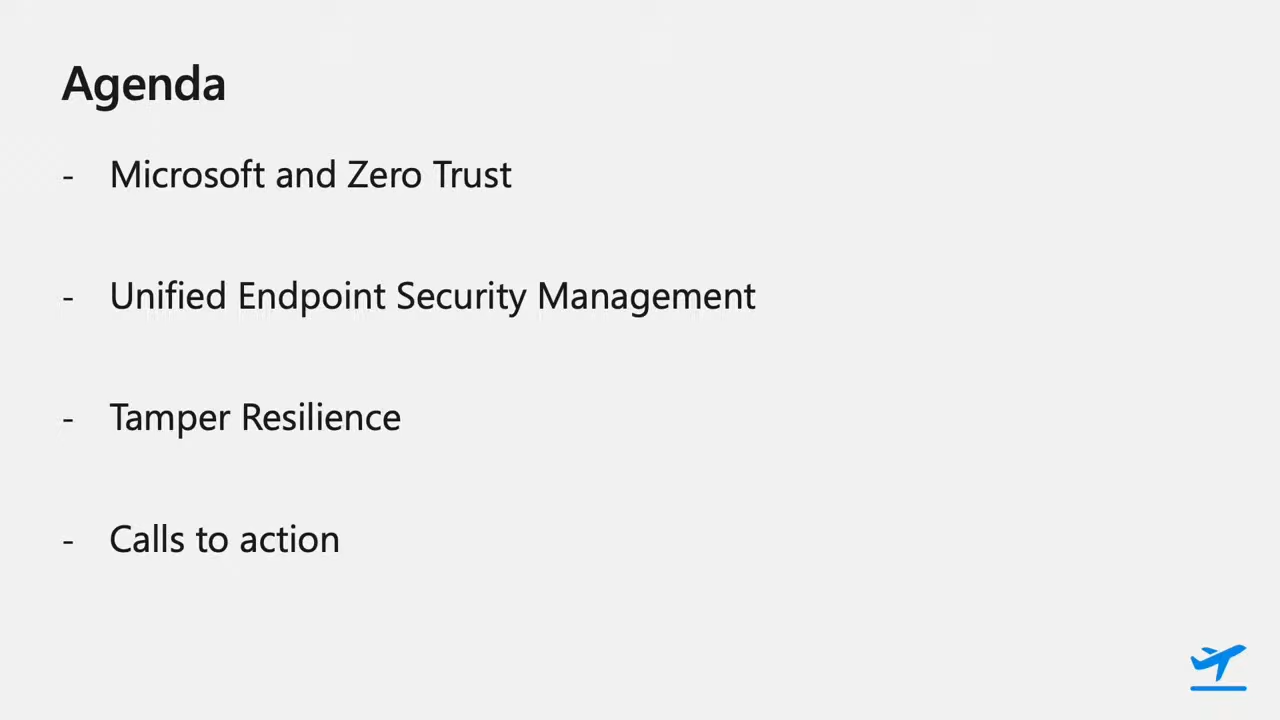 Agenda
- Microsoft and Zero Trust
- Unified Endpoint Security Management
- Tamper Resilience
- Calls to action